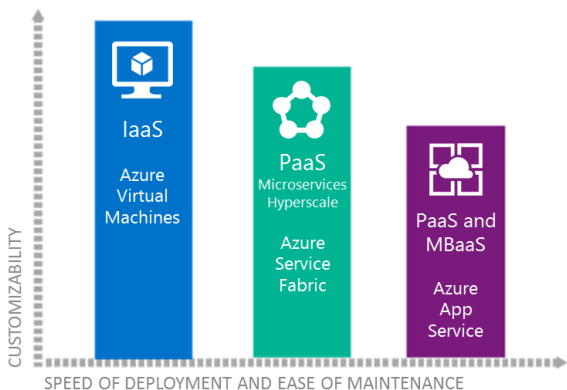 IaaS
Azure
Virtual
Machines
PaaS
Microservices
Hyperscale
Azure
Service
Fabric
PaaS and
MBaaS
Azure
App
Service
CUSTOMIZABILITY
SPEED OF DEPLOYMENT AND EASE OF MAINTENANCE